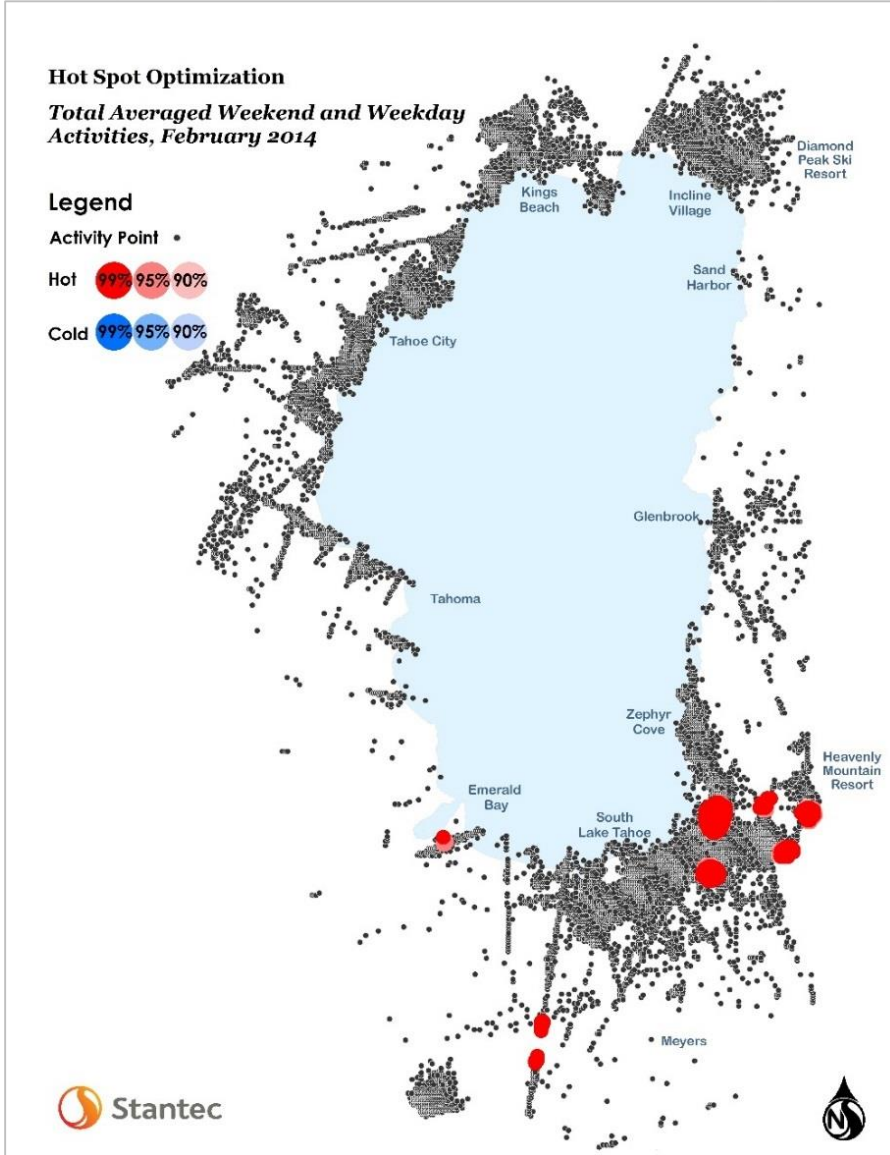 Hot Spot Optimization
Total Averaged Weekend and Weekday
Activities, February 2014
Legend
Activity Point
Hot 99% 95% 90%
Cold 99% 95% 90%
Diamond
Peak Ski
Resort
Kings
Beach
Incline
Village
Sand
Harbor
Tahoe City
Glenbrook
Tahoma
Zephyr
Cove
Heavenly
Mountain
Resort
Emerald
Bay
South
Lake Tahoe
Meyers
Stantec
N